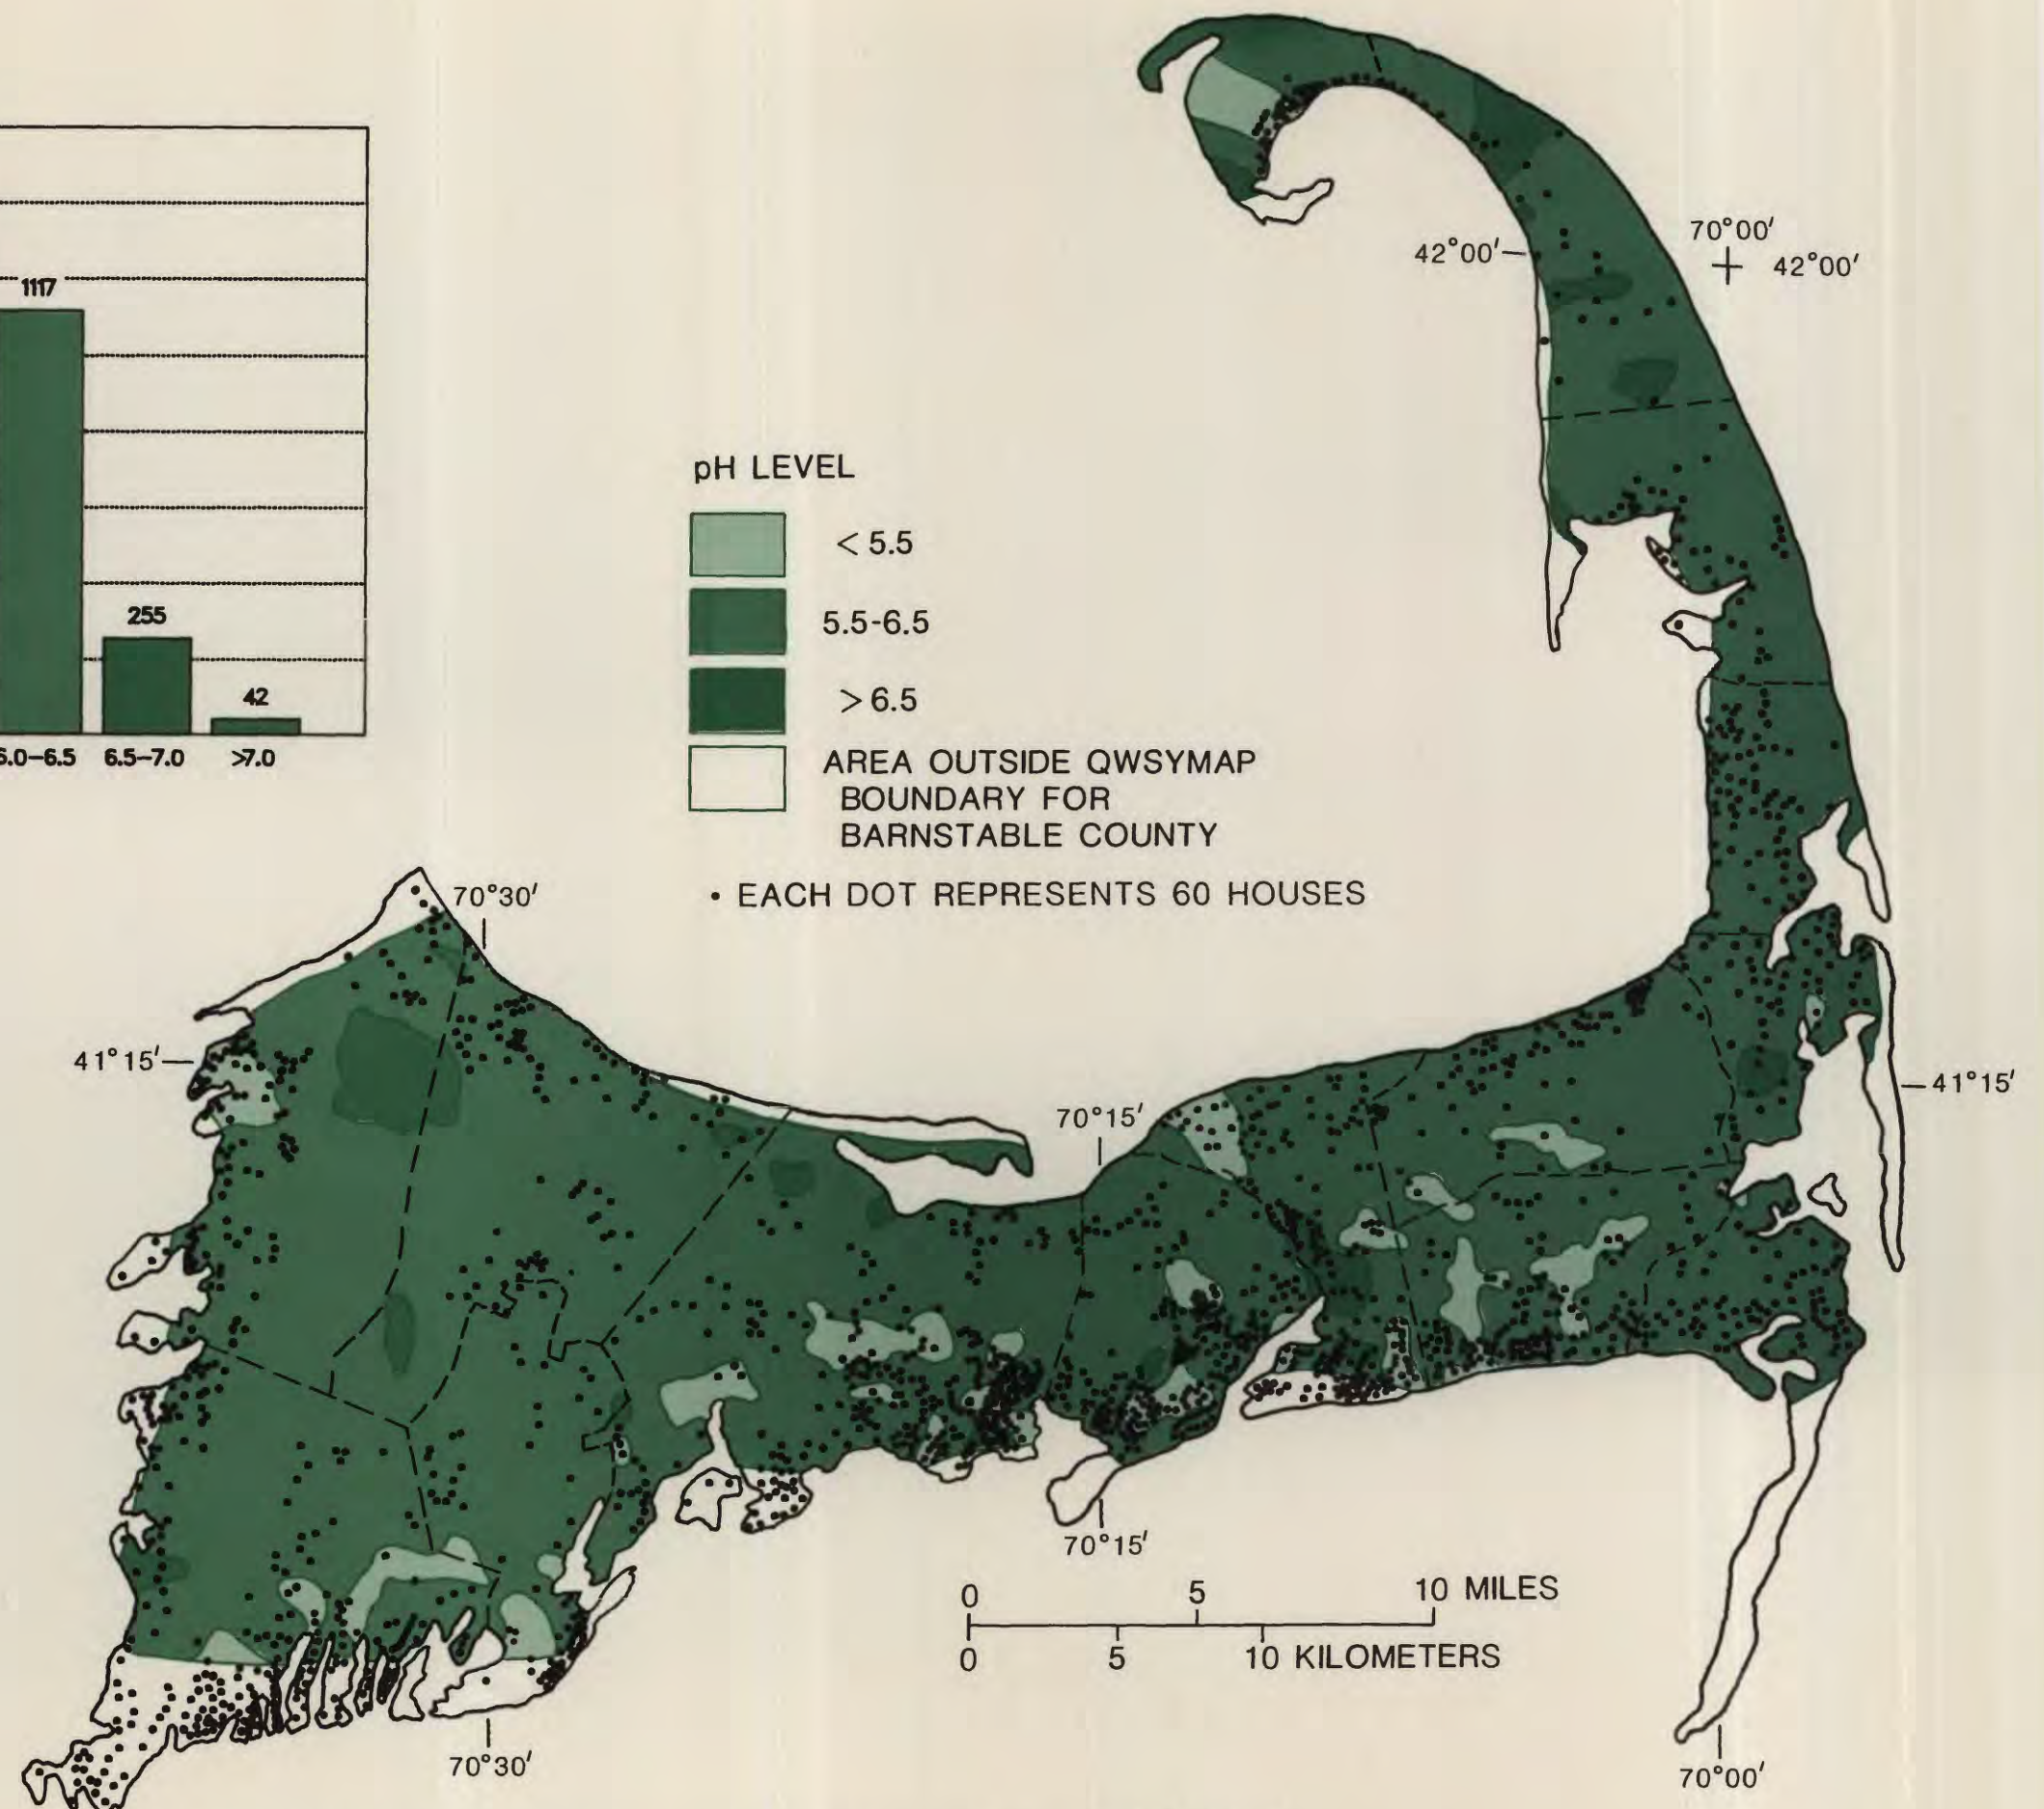 1117
255
42
6.0-6.5 6.5-7.0 >7.0
pH LEVEL
< 5.5
5.5-6.5
> 6.5
AREA OUTSIDE QWSYMAP
BOUNDARY FOR
BARNSTABLE COUNTY
• EACH DOT REPRESENTS 60 HOUSES
70°00'
42°00' 42°00'
70°30'
41°15'
41°15'
70°15'
70°15'
0 5 10 MILES
0 5 10 KILOMETERS
70°30'
70°00'